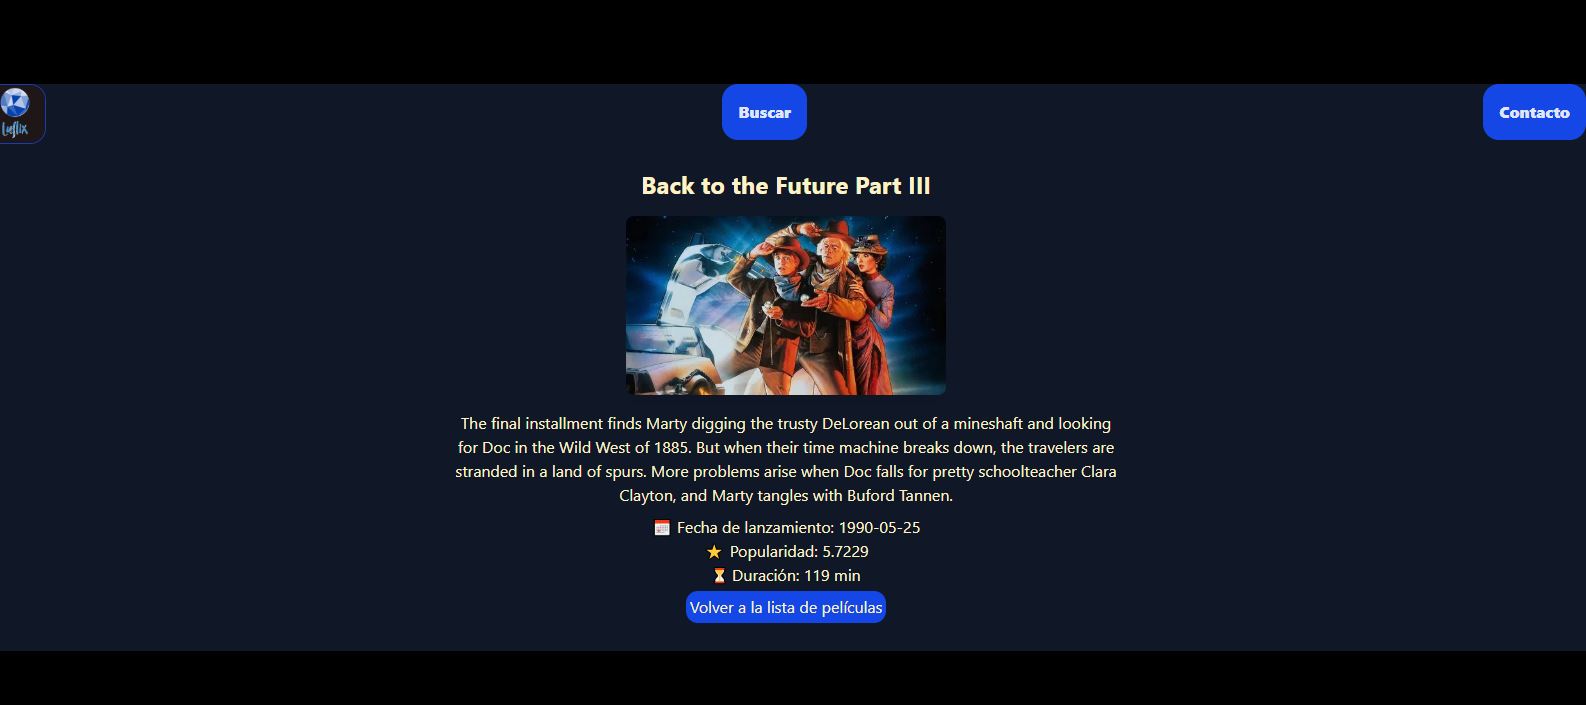 Luflix
Buscar
Contacto
Back to the Future Part III
The final installment finds Marty digging the trusty DeLorean out of a mineshaft and looking
for Doc in the Wild West of 1885. But when their time machine breaks down, the travelers are
stranded in a land of spurs. More problems arise when Doc falls for pretty schoolteacher Clara
Clayton, and Marty tangles with Buford Tannen.
Fecha de lanzamiento: 1990-05-25
Popularidad: 5.7229
Duración: 119 min
Volver a la lista de películas